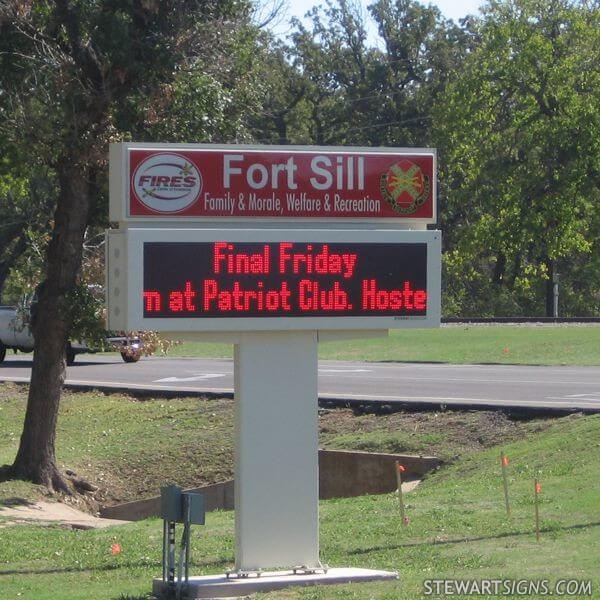 FIRES
Fort Sill
Family & Morale, Welfare & Recreation
Final Friday
m at Patriot Club. Hoste
STEWARTSIGNS.COM